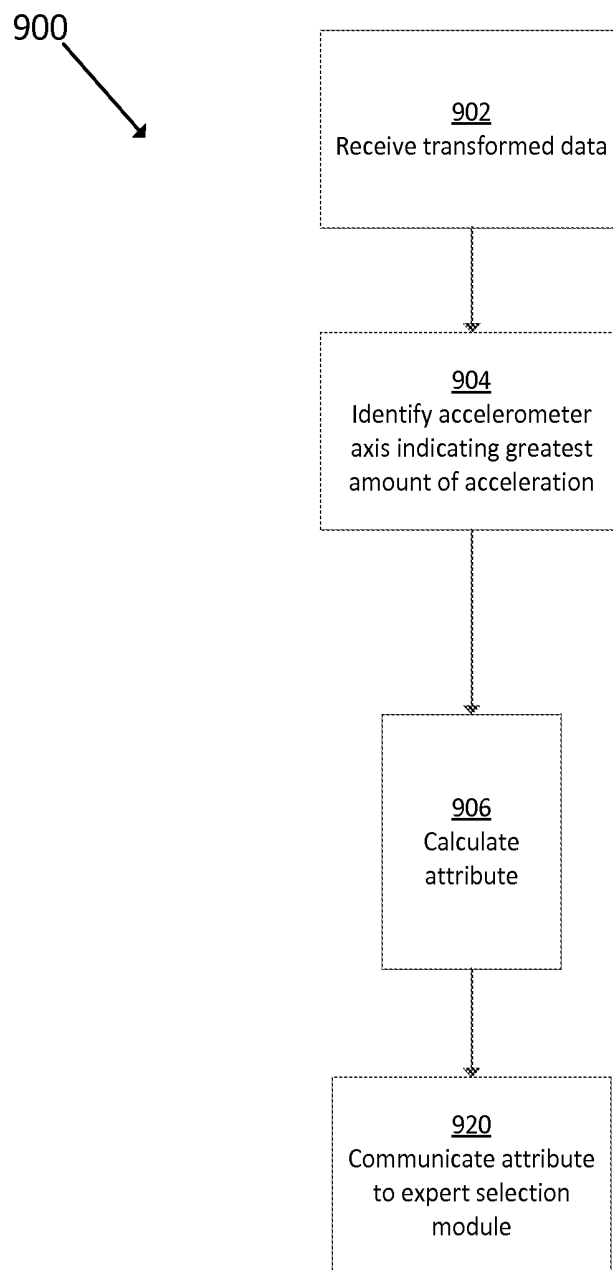 900
902
Receive transformed data
904
Identify accelerometer
axis indicating greatest
amount of acceleration
906
Calculate
attribute
920
Communicate attribute
to expert selection
module